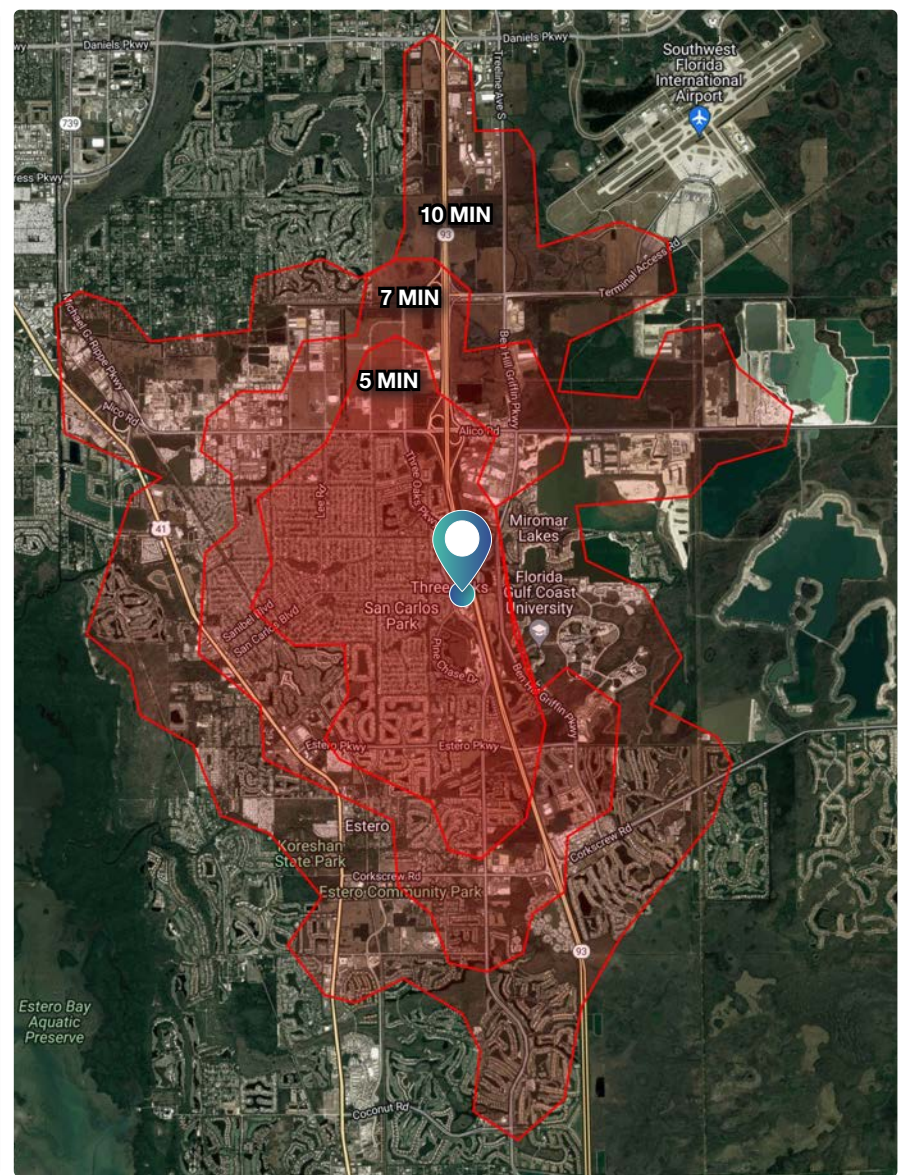 wy
Daniels Pkwy
Daniels Pkwy
Treeline Ave S
Southwest
Florida
International
Airport
739
ress Pkwy
10 MIN
93
Terminal Access Rd
7 MIN
Michael G. Rippe Pkwy
Ben Hill Griffin Pkwy
5 MIN
Alico Rd
Alico Rd
Three Oaks Pkwy
Lee Rd
41
Miromar
Lakes
Florida
Gulf Coast
University
Three Oaks
San Carlos
Park
Sanibel Blvd
San Carlos Blvd
Pine Chase Dr
Ben Hill Griffin Pkwy
Estero Pkwy
Estero Pkwy
Estero
Koreshan
State Park
Corkscrew Rd
Corkscrew Rd
Estero Community Park
93
Estero Bay
Aquatic
Preserve
Coconut Rd